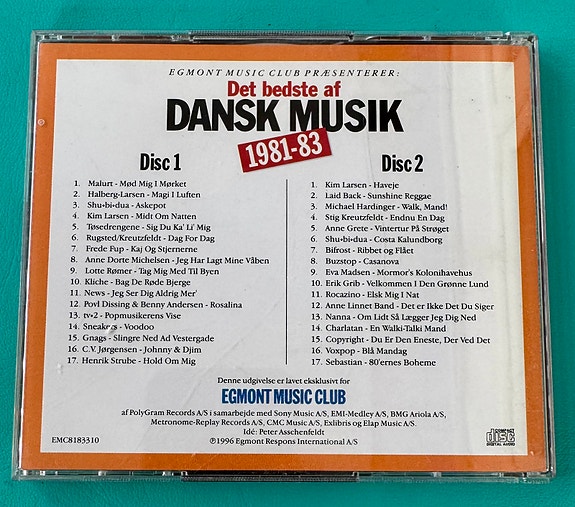 EGMONT MUSIC CLUB PRÆSENTERER:
Det bedste af
DANSK MUSIK
1981-83
Disc 1
1. Malurt - Mød Mig I Mørket
2. Halberg-Larsen - Magi I Luften
3. Shu•bi•dua - Askepot
4. Kim Larsen - Midt Om Natten
5. Tøsedrengene - Sig Du Ka' Li' Mig
6. Rugsted/Kreutzfeldt - Dag For Dag
7. Frede Fup - Kaj Og Stjernerne
8. Anne Dorte Michelsen - Jeg Har Lagt Mine Våben
9. Lotte Rømer - Tag Mig Med Til Byen
10. Kliche - Bag De Røde Bjerge
11. News - Jeg Ser Dig Aldrig Mer'
12. Povl Dissing & Benny Andersen - Rosalina
13. tv•2 - Popmusikerens Vise
14. Sneakers - Voodoo
15. Gnags - Slingre Ned Ad Vestergade
16. C.V. Jørgensen - Johnny & Djim
17. Henrik Strube - Hold Om Mig
Disc 2
1. Kim Larsen - Haveje
2. Laid Back - Sunshine Reggae
3. Michael Hardinger - Walk, Mand!
4. Stig Kreutzfeldt - Endnu En Dag
5. Anne Grete - Vintertur På Strøget
6. Shu•bi•dua - Costa Kalundborg
7. Bifrost - Ribbet og Flået
8. Buzstop - Casanova
9. Eva Madsen - Mormor's Kolonihavehus
10. Erik Grib - Velkommen I Den Grønne Lund
11. Rocazino - Elsk Mig I Nat
12. Anne Linnet Band - Det er Ikke Det Du Siger
13. Nanna - Om Lidt Så Lægger Jeg Dig Ned
14. Charlatan - En Walki-Talki Mand
15. Copyright - Du Er Den Eneste, Der Ved Det
16. Voxpop - Blå Mandag
17. Sebastian - 80'ernes Boheme
Denne udgivelse er lavet eksklusivt for
EGMONT MUSIC CLUB
af PolyGram Records A/S i samarbejde med Sony Music A/S, EMI-Medley A/S, BMG Ariola A/S,
Metronome-Replay Records A/S, CMC Music A/S, Exlibris og Elap Music A/S.
Idé: Peter Asschenfeldt
℗1996 Egmont Respons International A/S
EMC8183310
COMPACT
disc
DIGITAL AUDIO